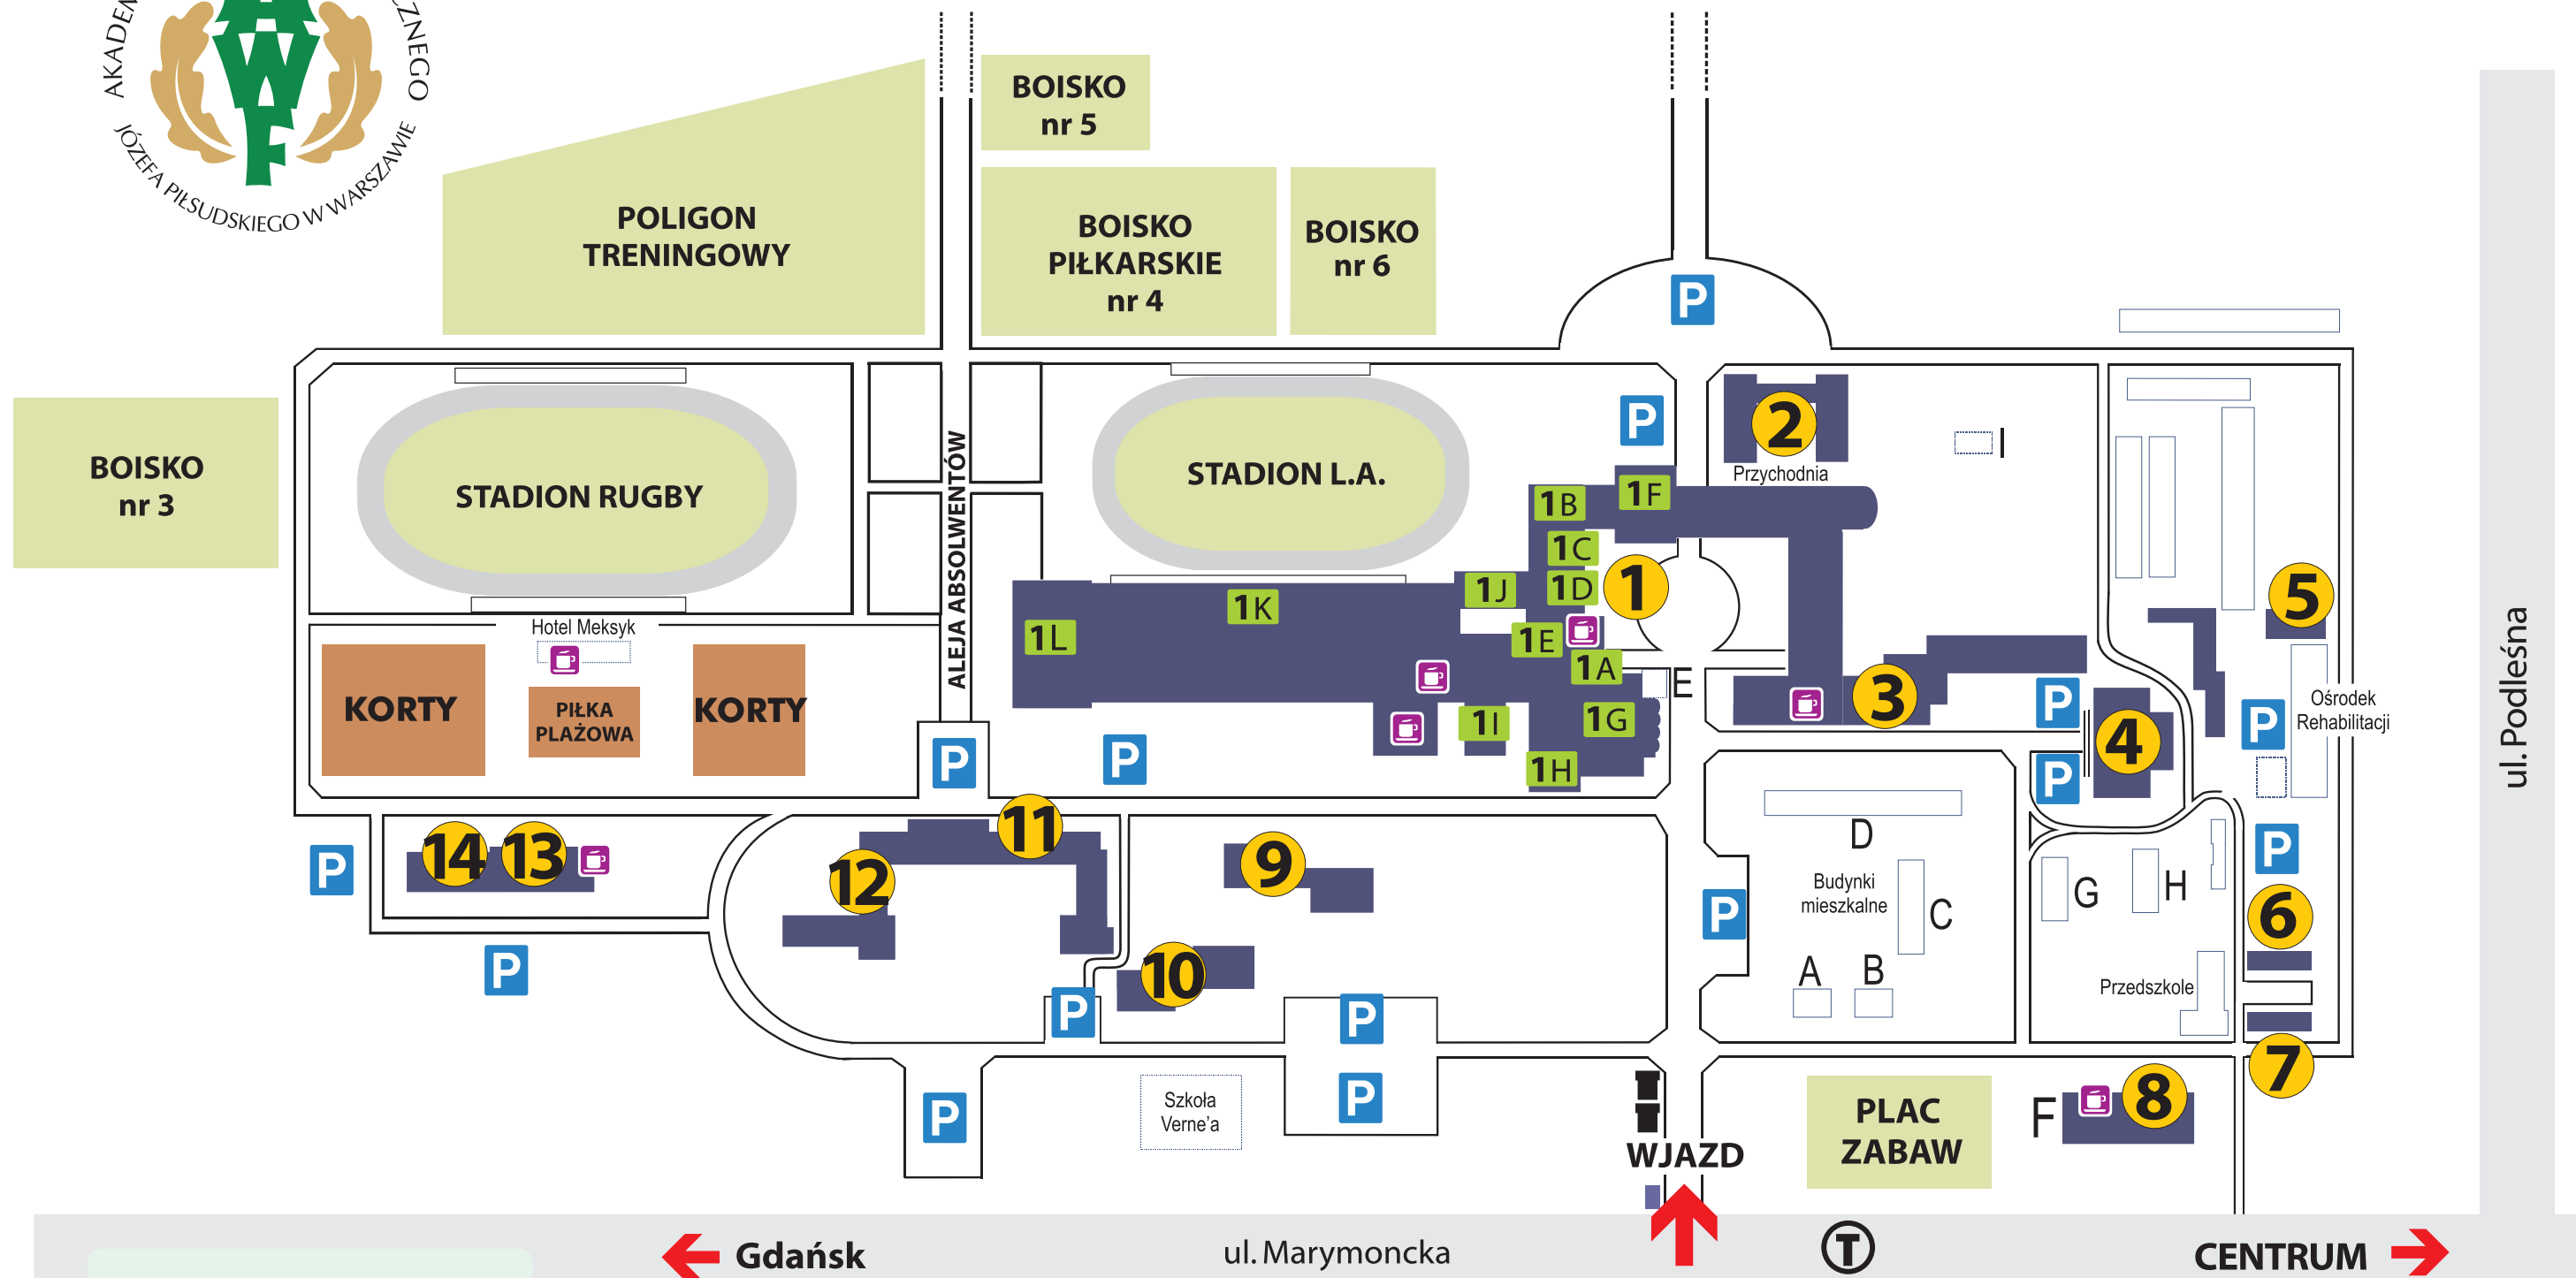 ZNEGO
JÓZEFA PIŁSUDSKIEGO W WARSZAWIE
AWF
BOISKO
nr 5
POLIGON
TRENINGOWY
BOISKO
PIŁKARSKIE
nr 4
BOISKO
nr 6
P
BOISKO
nr 3
STADION RUGBY
ALEJA ABSOLWENTÓW
STADION L.A.
P
2
Przychodnia
I
1B
1F
1C
1D
1
1J
1K
1L
1E
1A
E
1G
1I
1H
3
P
4
P
5
P
Ośrodek
Rehabilitacji
ul. Podleśna
Hotel Meksyk
KORTY
PIŁKA
PLAŻOWA
KORTY
P
P
14
13
P
P
11
12
9
10
P
P
P
P
D
Budynki
mieszkalne
C
P
A
B
G
H
P
6
Przedszkole
7
Szkoła
Verne'a
WJAZD
PLAC
ZABAW
F
8
Gdańsk
ul. Marymoncka
T
CENTRUM